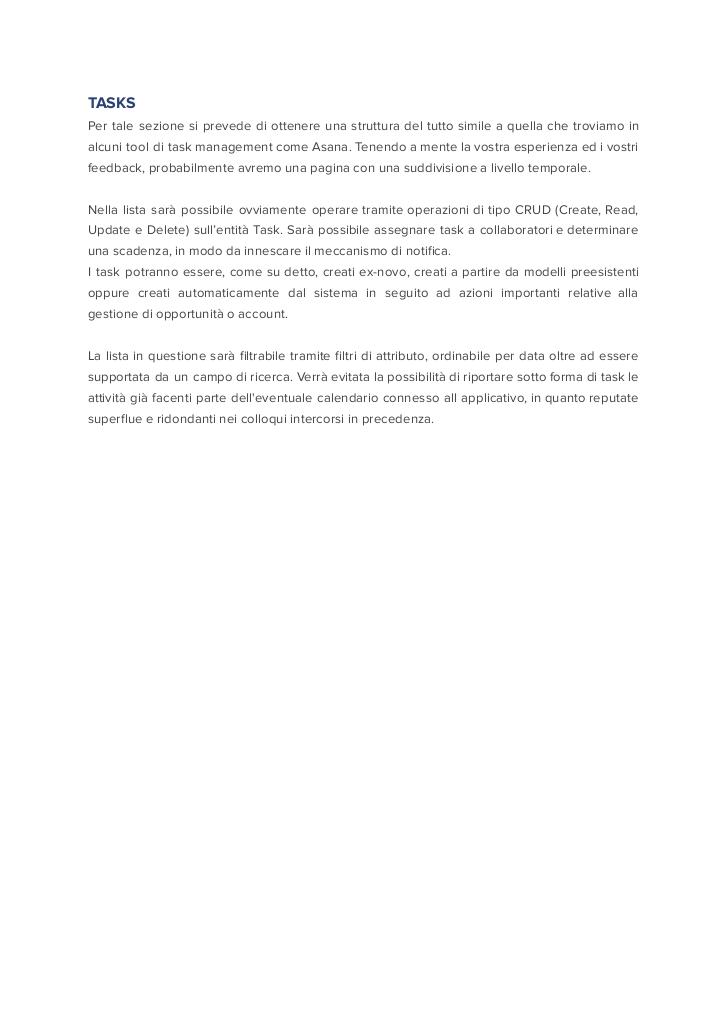 TASKS
Per tale sezione si prevede di ottenere una struttura del tutto simile a quella che troviamo in
alcuni tool di task management come Asana. Tenendo a mente la vostra esperienza ed i vostri
feedback, probabilmente avremo una pagina con una suddivisione a livello temporale.
Nella lista sarà possibile ovviamente operare tramite operazioni di tipo CRUD (Create, Read,
Update e Delete) sull'entità Task. Sarà possibile assegnare task a collaboratori e determinare
una scadenza, in modo da innescare il meccanismo di notifica.
I task potranno essere, come su detto, creati ex-novo, creati a partire da modelli preesistenti
oppure creati automaticamente dal sistema in seguito ad azioni importanti relative alla
gestione di opportunità o account.
La lista in questione sarà filtrabile tramite filtri di attributo, ordinabile per data oltre ad essere
supportata da un campo di ricerca. Verrà evitata la possibilità di riportare sotto forma di task le
attività già facenti parte dell'eventuale calendario connesso all applicativo, in quanto reputate
superflue e ridondanti nei colloqui intercorsi in precedenza.